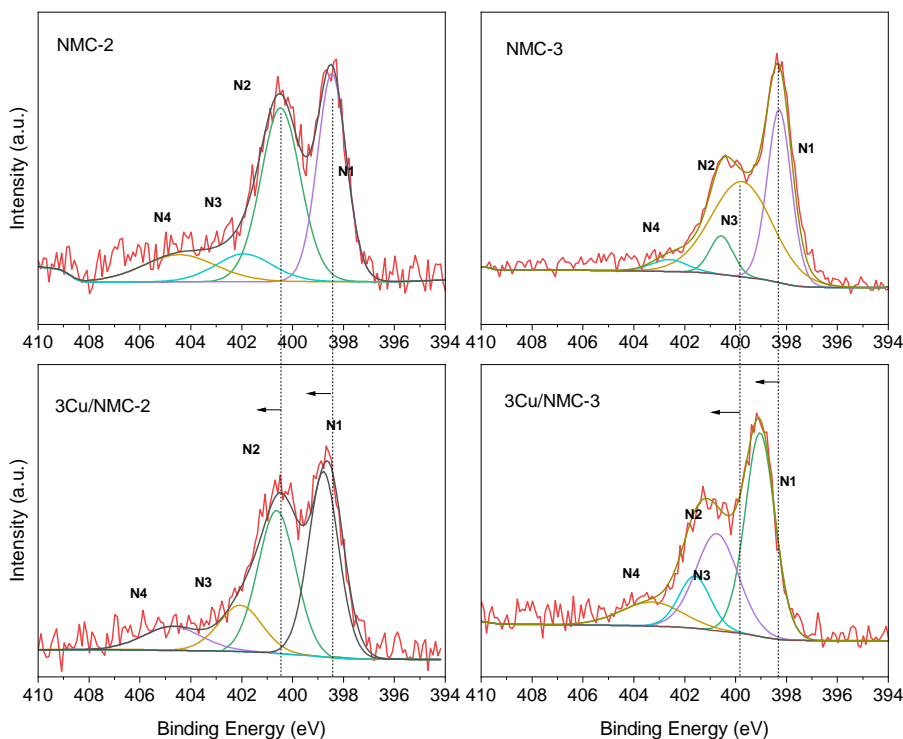 NMC-2
N2
N1
N3
N4
Intensity (a.u.)
410 408 406 404 402 400 398 396 394
NMC-3
N1
N2
N3
N4
Intensity (a.u.)
410 408 406 404 402 400 398 396 394
3Cu/NMC-2
N1
N2
N3
N4
Intensity (a.u.)
410 408 406 404 402 400 398 396 394
Binding Energy (eV)
3Cu/NMC-3
N1
N2
N3
N4
Intensity (a.u.)
410 408 406 404 402 400 398 396 394
Binding Energy (eV)